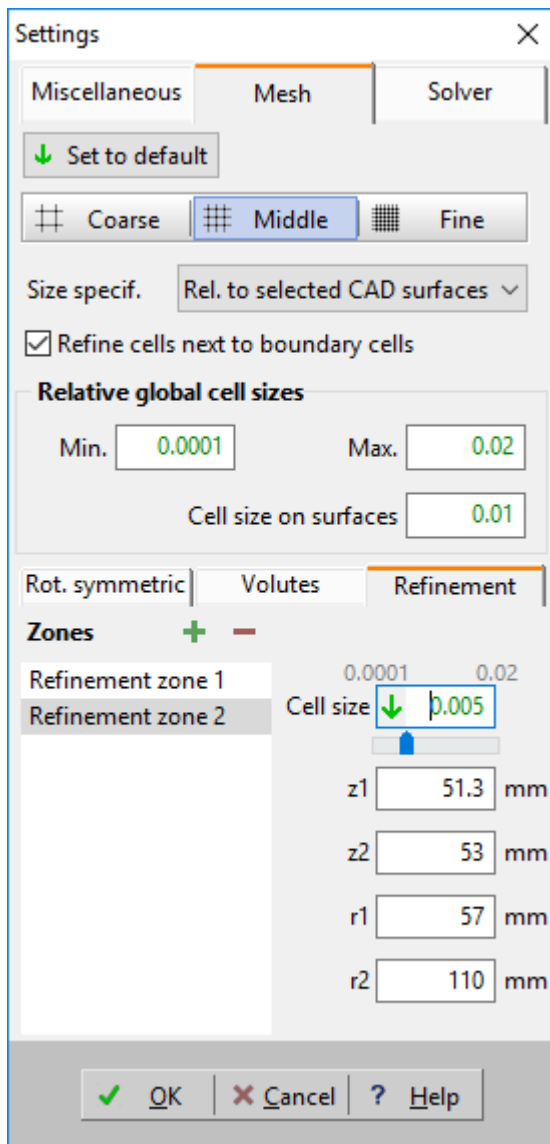 Settings
Miscellaneous Mesh Solver
Set to default
Coarse Middle Fine
Size specif. Rel. to selected CAD surfaces
Refine cells next to boundary cells
Relative global cell sizes
Min. 0.0001 Max. 0.02
Cell size on surfaces 0.01
Rot. symmetric Volutes Refinement
Zones
Refinement zone 1
Refinement zone 2
0.0001 0.02
Cell size 0.005
z1 51.3 mm
z2 53 mm
r1 57 mm
r2 110 mm
OK Cancel ? Help